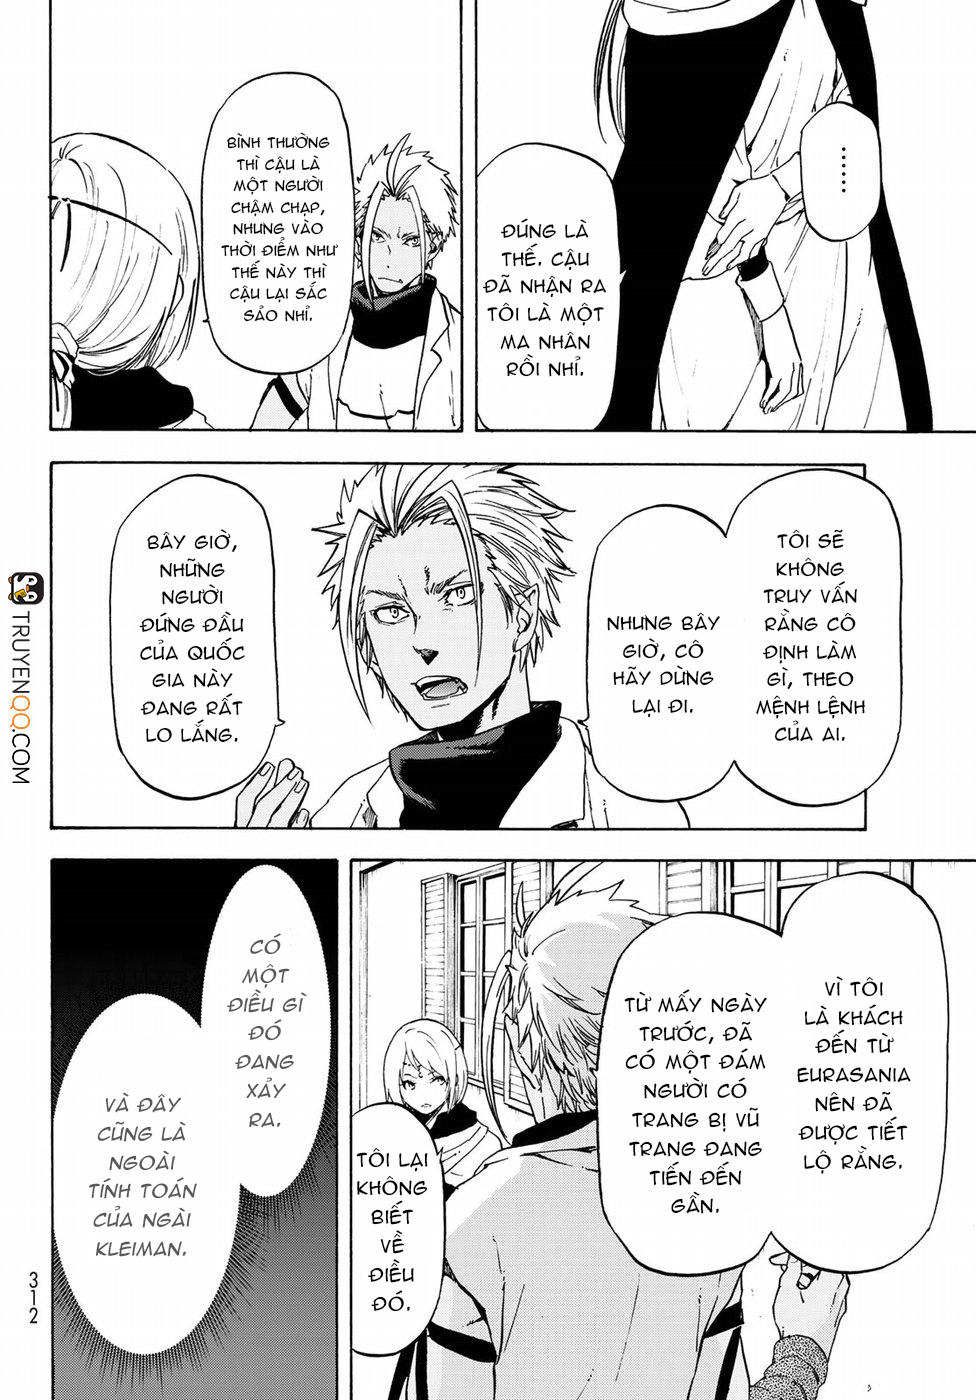 ......
ĐÚNG LÀ
THẾ. CẬU
ĐÃ NHẬN RA
TÔI LÀ MỘT
MA NHÂN
RỒI NHỈ.
BÌNH THƯỜNG
THÌ CẬU LÀ
MỘT NGƯỜI
CHẬM CHẠP,
NHƯNG VÀO
THỜI ĐIỂM NHƯ
THẾ NÀY THÌ
CẬU LẠI SẮC
SẢO NHỈ.
TÔI SẼ
KHÔNG
TRUY VẤN
RẰNG CÔ
ĐỊNH LÀM
GÌ, THEO
MỆNH LỆNH
CỦA AI.
NHƯNG BÂY
GIỜ, CÔ
HÃY DỪNG
LẠI ĐI.
BÂY GIỜ,
NHỮNG
NGƯỜI
ĐỨNG ĐẦU
CỦA QUỐC
GIA NÀY
ĐANG RẤT
LO LẮNG.
VÌ TÔI
LÀ KHÁCH
ĐẾN TỪ
EURASANIA
NÊN ĐÃ
ĐƯỢC TIẾT
LỘ RẰNG.
TỪ MẤY NGÀY
TRƯỚC, ĐÃ
CÓ MỘT ĐÁM
NGƯỜI CÓ
TRANG BỊ VŨ
TRANG ĐANG
TIẾN ĐẾN
GẦN.
TÔI LẠI
KHÔNG
BIẾT
VỀ
ĐIỀU
ĐÓ.
CÓ
MỘT
ĐIỀU GÌ
ĐÓ
ĐANG
XẢY
RA.
VÀ ĐÂY
CŨNG LÀ
NGOÀI
TÍNH TOÁN
CỦA NGÀI
KLEIMAN.
TRUYENQQ.COM
312